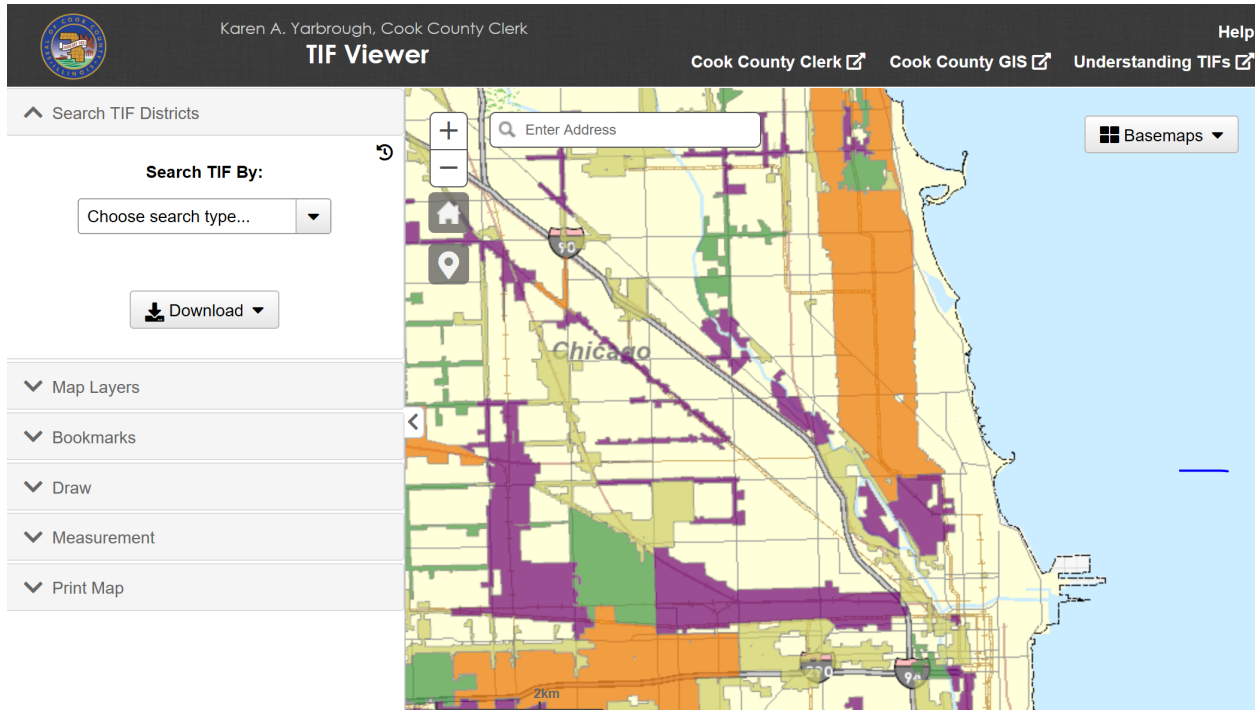 Karen A. Yarbrough, Cook County Clerk
TIF Viewer
Help
Cook County Clerk
Cook County GIS
Understanding TIFs
Search TIF Districts
Search TIF By:
Choose search type...
Download
Map Layers
Bookmarks
Draw
Measurement
Print Map
Enter Address
Basemaps
90
Chicago
94
2km